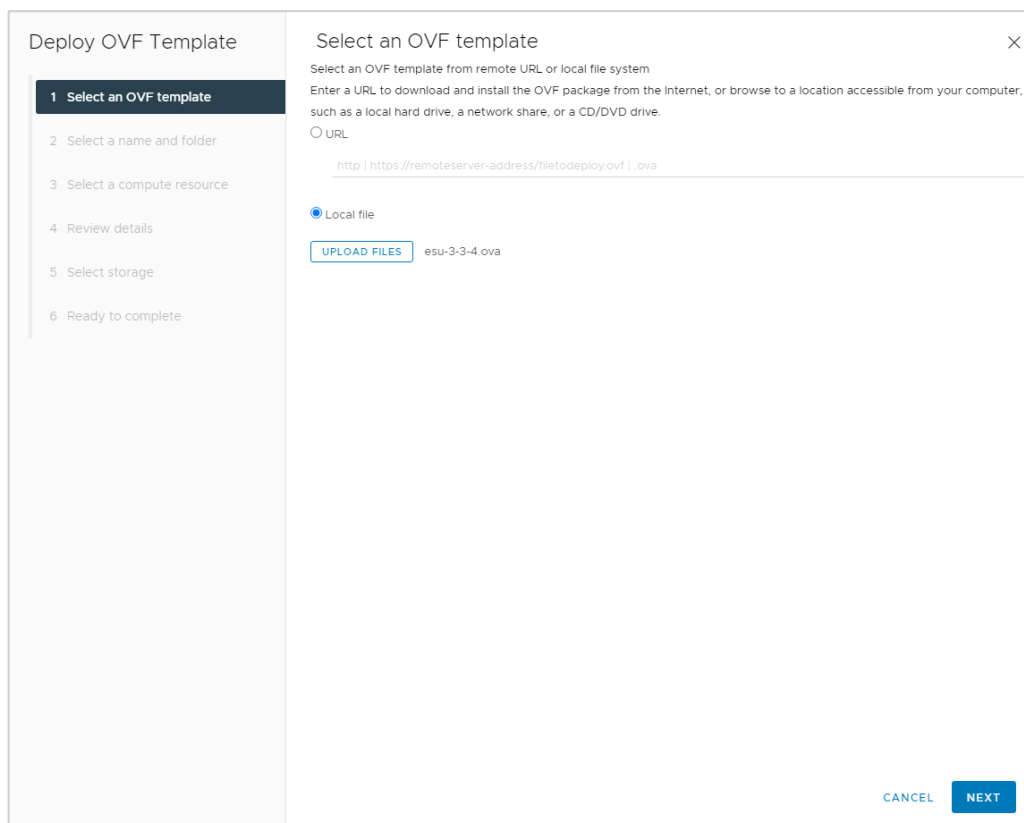 Deploy OVF Template
1 Select an OVF template
2 Select a name and folder
3 Select a compute resource
4 Review details
5 Select storage
6 Ready to complete
Select an OVF template
Select an OVF template from remote URL or local file system
Enter a URL to download and install the OVF package from the Internet, or browse to a location accessible from your computer,
such as a local hard drive, a network share, or a CD/DVD drive.
URL
http | https://remoteserver-address/filetodeploy.ovf | .ova
Local file
UPLOAD FILES esu-3-3-4.ova
CANCEL NEXT